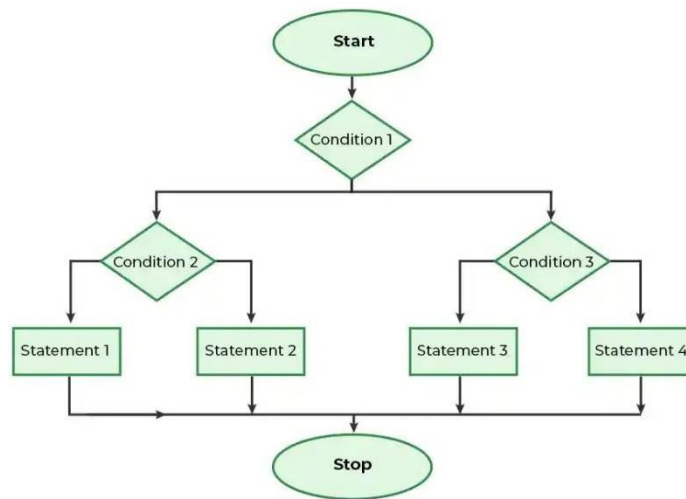 Start
Condition 1
Condition 2
Condition 3
Statement 1
Statement 2
Statement 3
Statement 4
Stop